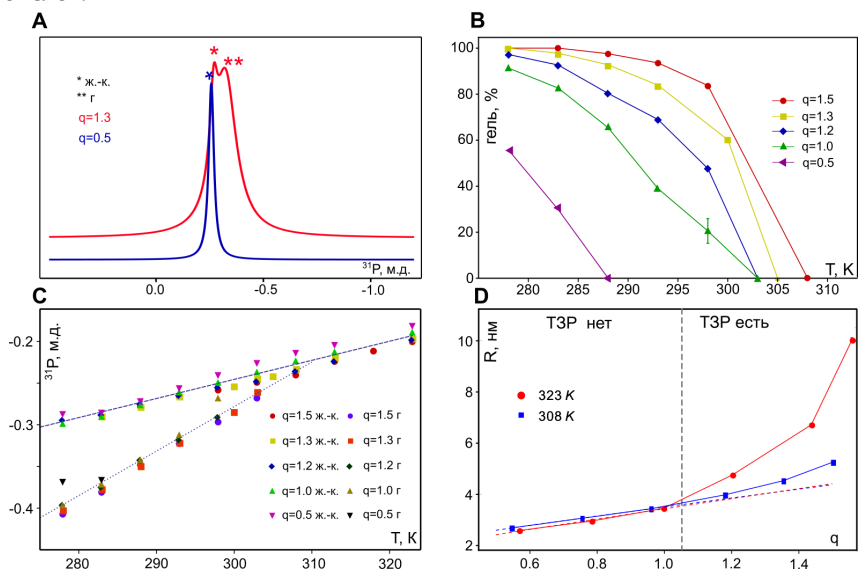 A
* ж.-к.
** г
q=1.3
q=0.5
*
**
*
³¹P, м.д.
0.0
-0.5
-1.0
B
гель, %
100
80
60
40
20
0
q=1.5
q=1.3
q=1.2
q=1.0
q=0.5
T, K
280
285
290
295
300
305
310
C
³¹P, м.д.
-0.2
-0.3
-0.4
q=1.5 ж.-к.
q=1.5 г
q=1.3 ж.-к.
q=1.3 г
q=1.2 ж.-к.
q=1.2 г
q=1.0 ж.-к.
q=1.0 г
q=0.5 ж.-к.
q=0.5 г
T, К
280
290
300
310
320
D
R, нм
ТЗР нет
ТЗР есть
10
8
6
4
2
323 K
308 K
q
0.6
0.8
1.0
1.2
1.4